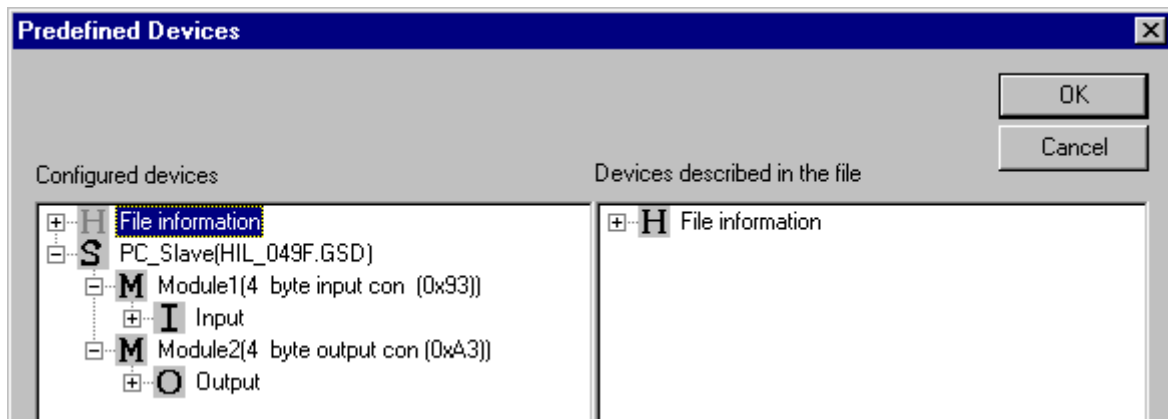 Predefined Devices
OK
Cancel
Configured devices
Devices described in the file
H File information
S PC_Slave(HIL_049F.GSD)
M Module1(4 byte input con (0x93))
I Input
M Module2(4 byte output con (0xA3))
O Output
H File information